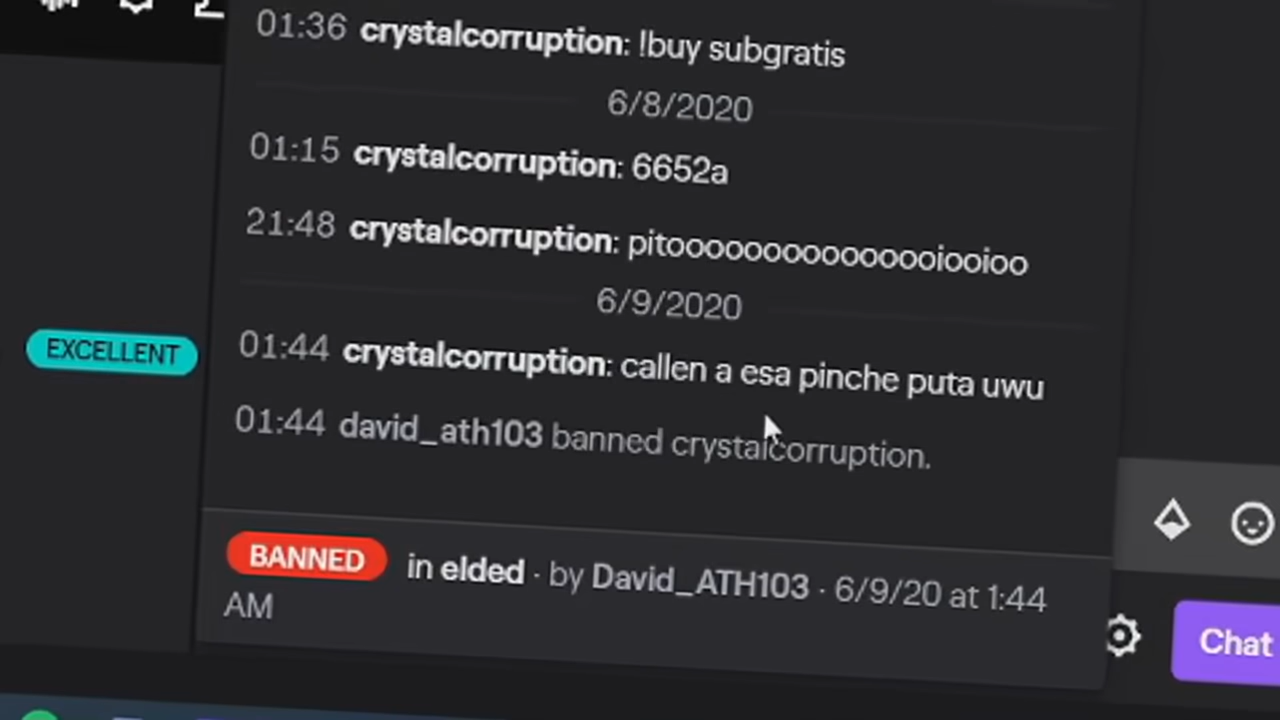 01:36 crystalcorruption: !buy subgratis
6/8/2020
01:15 crystalcorruption: 6652a
21:48 crystalcorruption: pitoooooooooooooooiooioo
6/9/2020
EXCELLENT
01:44 crystalcorruption: callen a esa pinche puta uwu
01:44 david_ath103 banned crystalcorruption.
BANNED in elded · by David_ATH103 · 6/9/20 at 1:44
AM
Chat